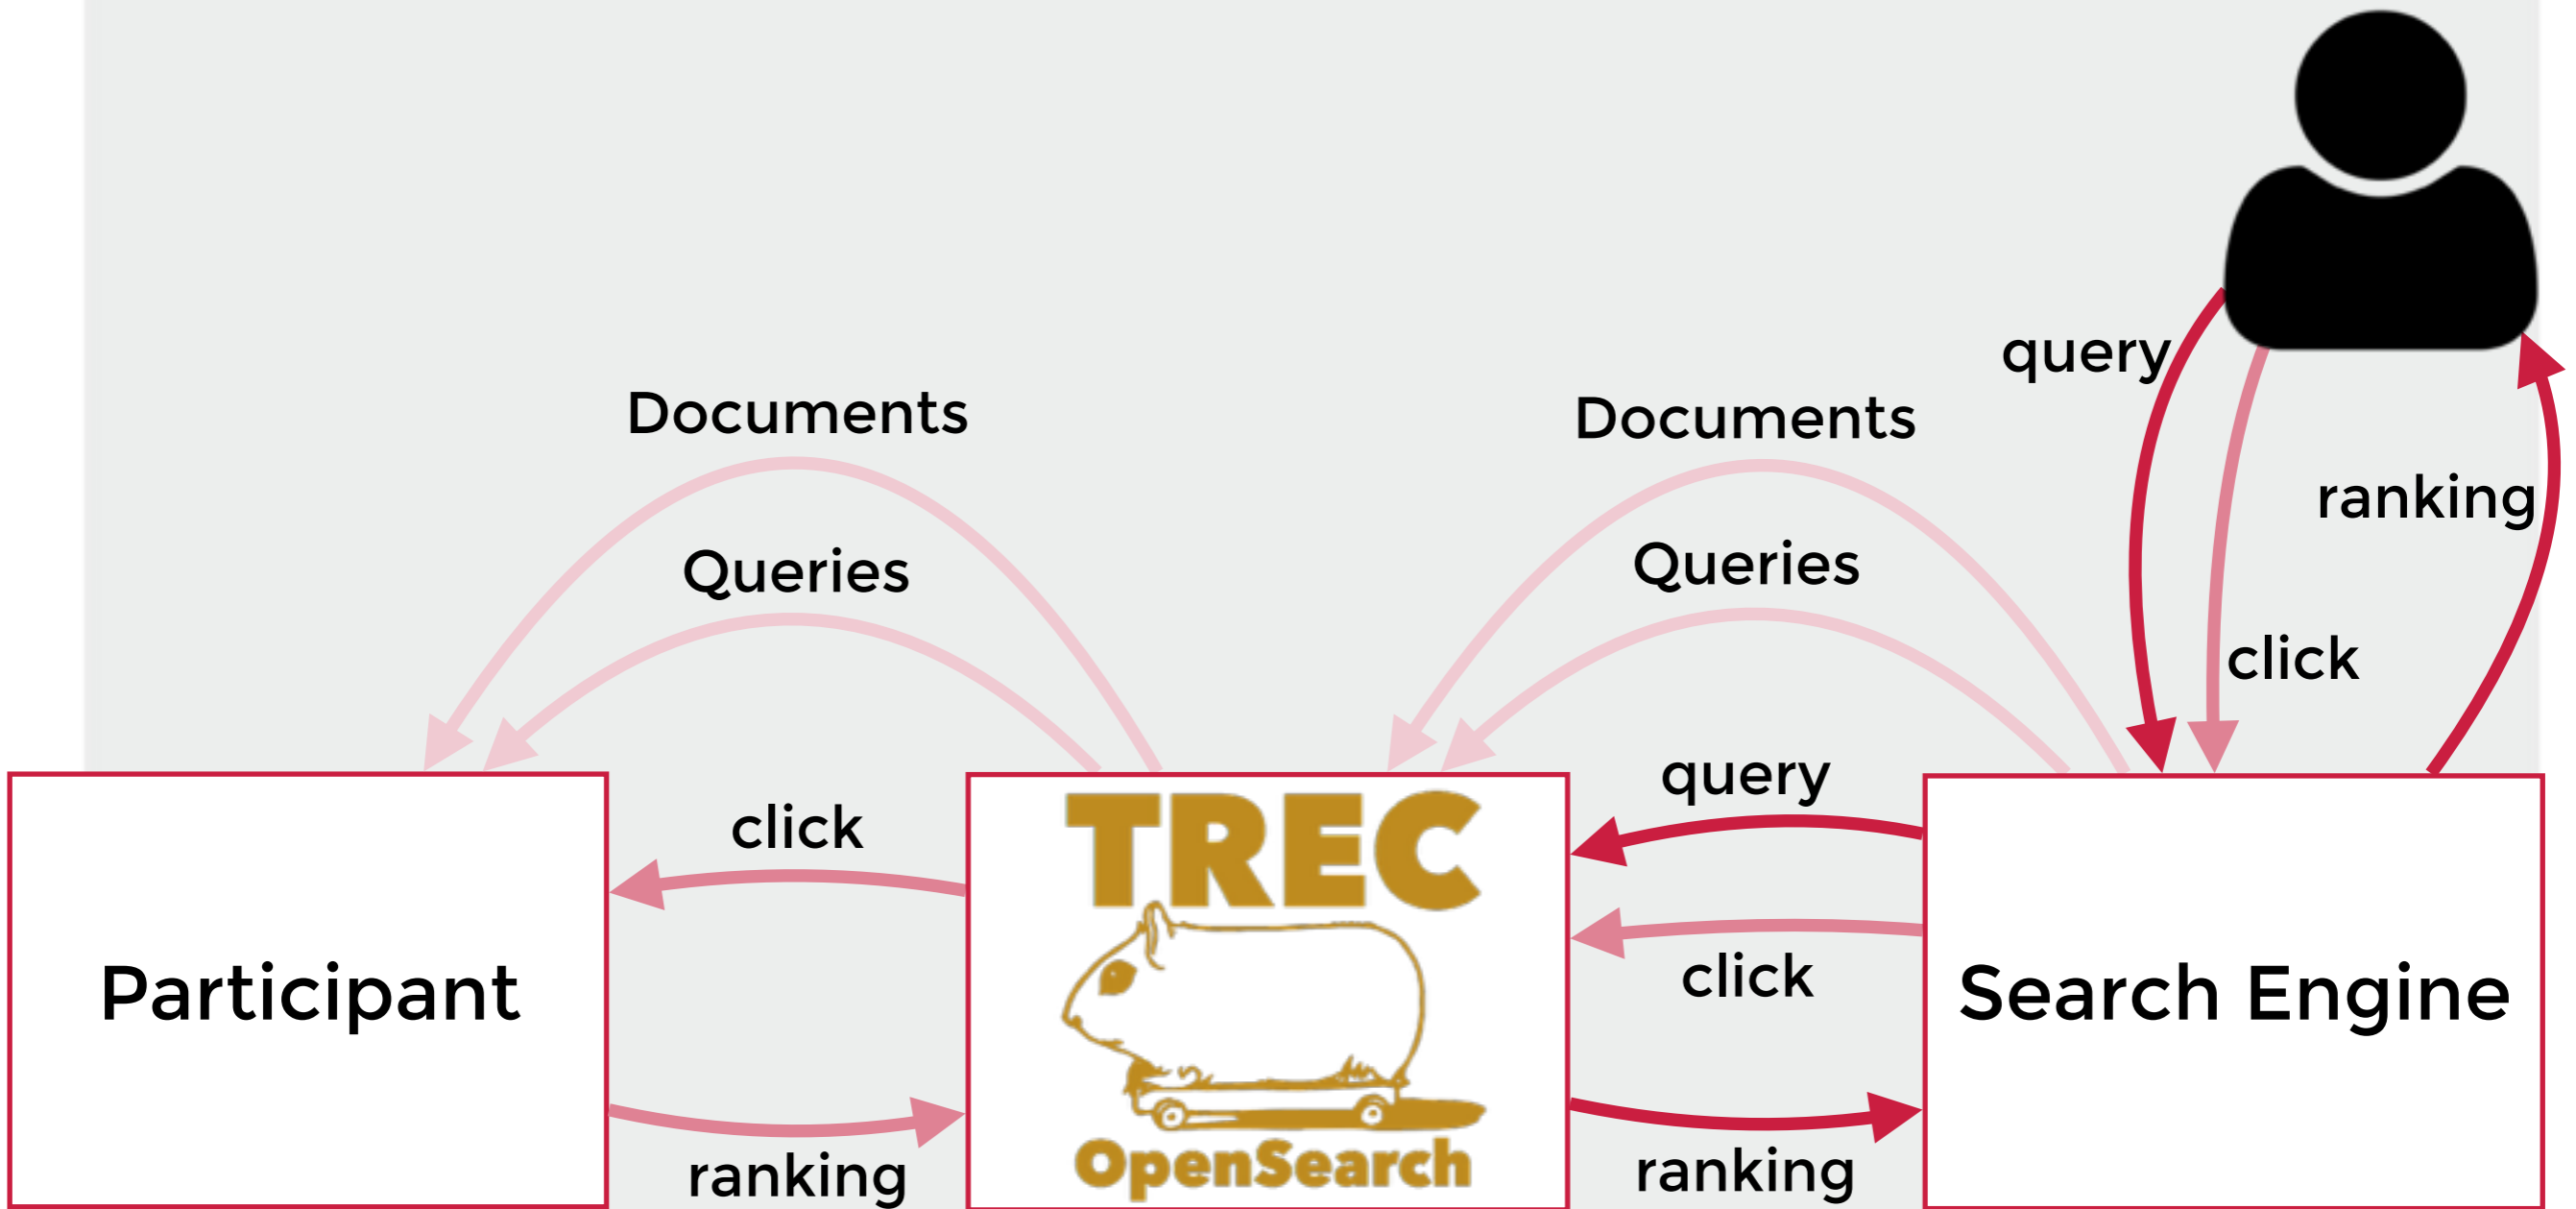 query
Documents
Documents
ranking
Queries
Queries
click
query
click
TREC
click
Participant
Search Engine
OpenSearch
ranking
ranking